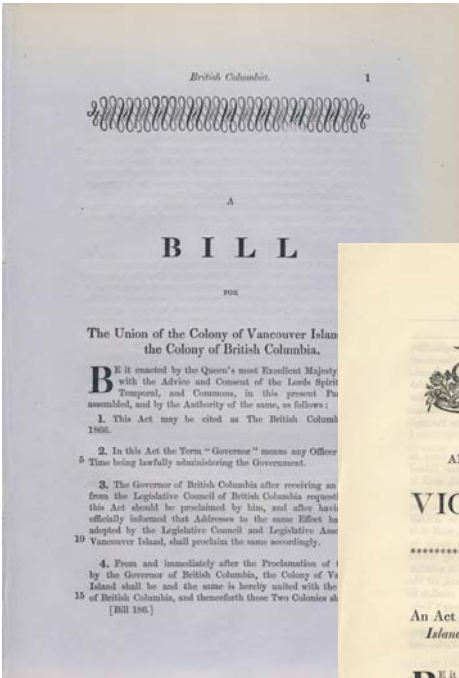 British Columbia. 1
A
BILL
FOR
The Union of the Colony of Vancouver Islan
the Colony of British Columbia.
BE it enacted by the Queen's most Excellent Majesty
with the Advice and Consent of the Lords Spirit
Temporal, and Commons, in this present Pa
assembled, and by the Authority of the same, as follows:
1. This Act may be cited as The British Columb
1866.
2. In this Act the Term "Governor" means any Officer
5 Time being lawfully administering the Government.
3. The Governor of British Columbia after receiving an
from the Legislative Council of British Columbia requesti
this Act should be proclaimed by him, and after havi
officially informed that Addresses to the same Effect ha
adopted by the Legislative Council and Legislative Asse
10 Vancouver Island, shall proclaim the same accordingly.
4. From and immediately after the Proclamation of t
by the Governor of British Columbia, the Colony of Va
Island shall be and the same is hereby united with the
15 of British Columbia, and thenceforth those Two Colonies sh
[Bill 186.]
AN
VIC
An Act
Island
BE it